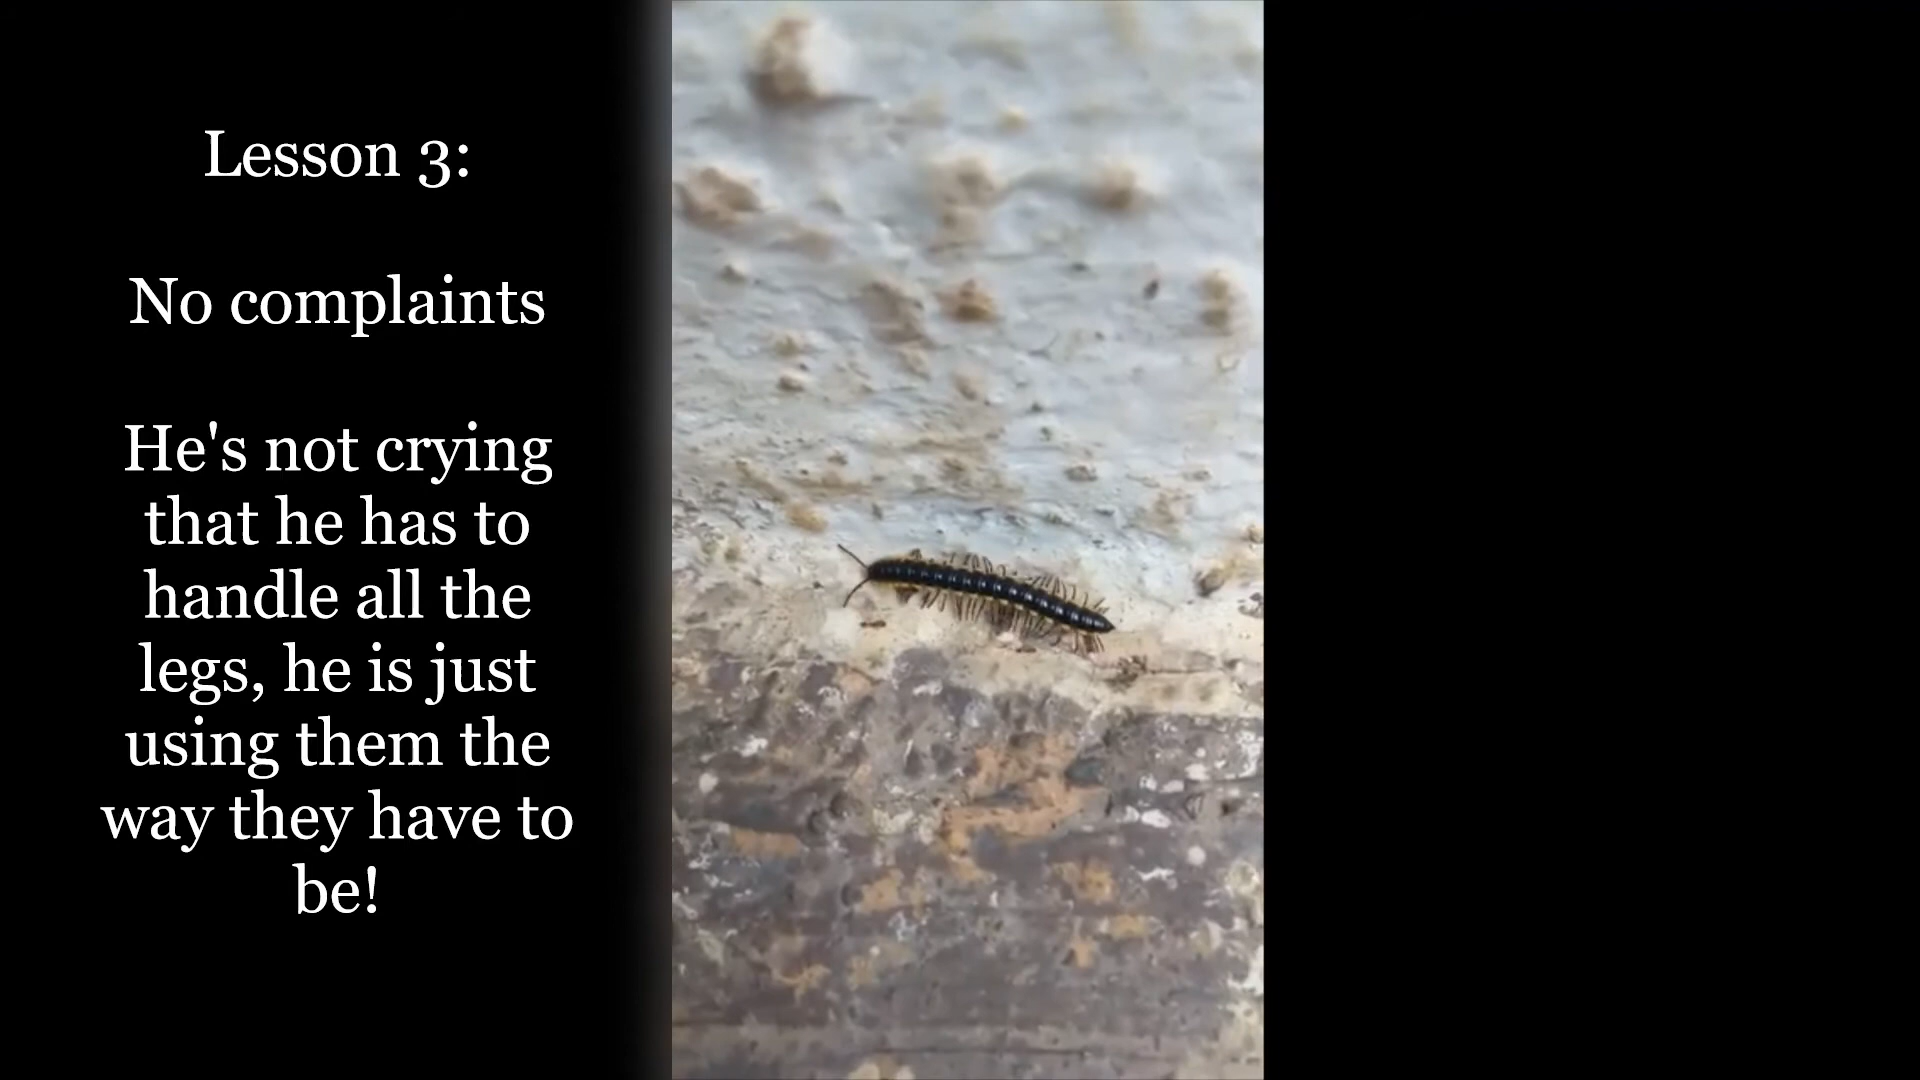 Lesson 3:
No complaints
He's not crying
that he has to
handle all the
legs, he is just
using them the
way they have to
be!